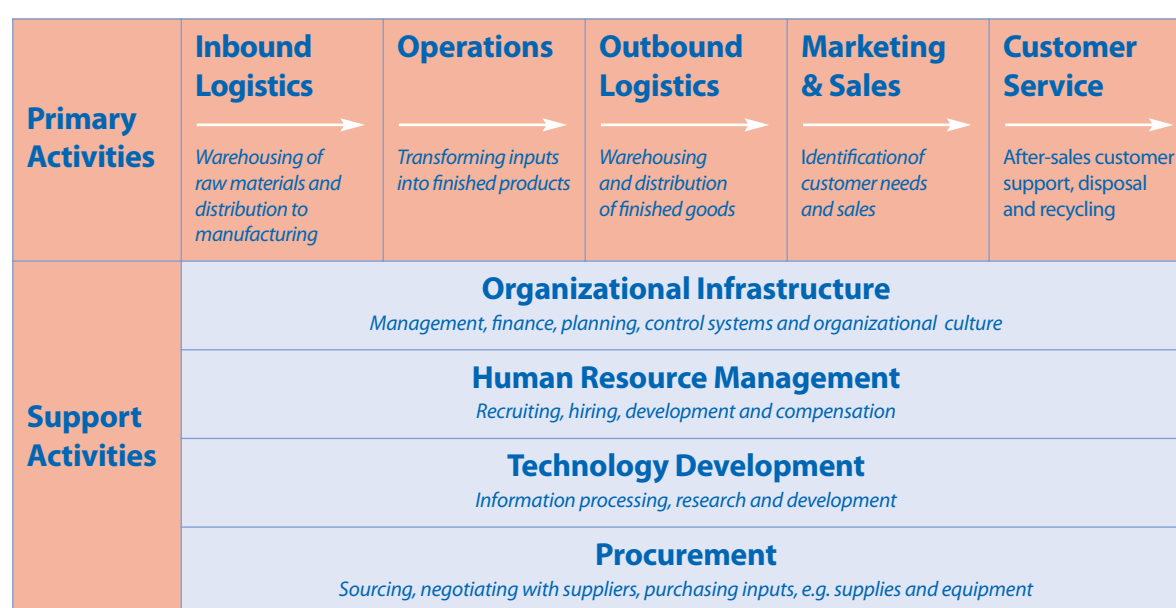 Primary
Activities
Inbound
Logistics
Warehousing of
raw materials and
distribution to
manufacturing
Operations
Transforming inputs
into finished products
Outbound
Logistics
Warehousing
and distribution
of finished goods
Marketing
& Sales
Identificationof
customer needs
and sales
Customer
Service
After-sales customer
support, disposal
and recycling
Support
Activities
Organizational Infrastructure
Management, finance, planning, control systems and organizational culture
Human Resource Management
Recruiting, hiring, development and compensation
Technology Development
Information processing, research and development
Procurement
Sourcing, negotiating with suppliers, purchasing inputs, e.g. supplies and equipment